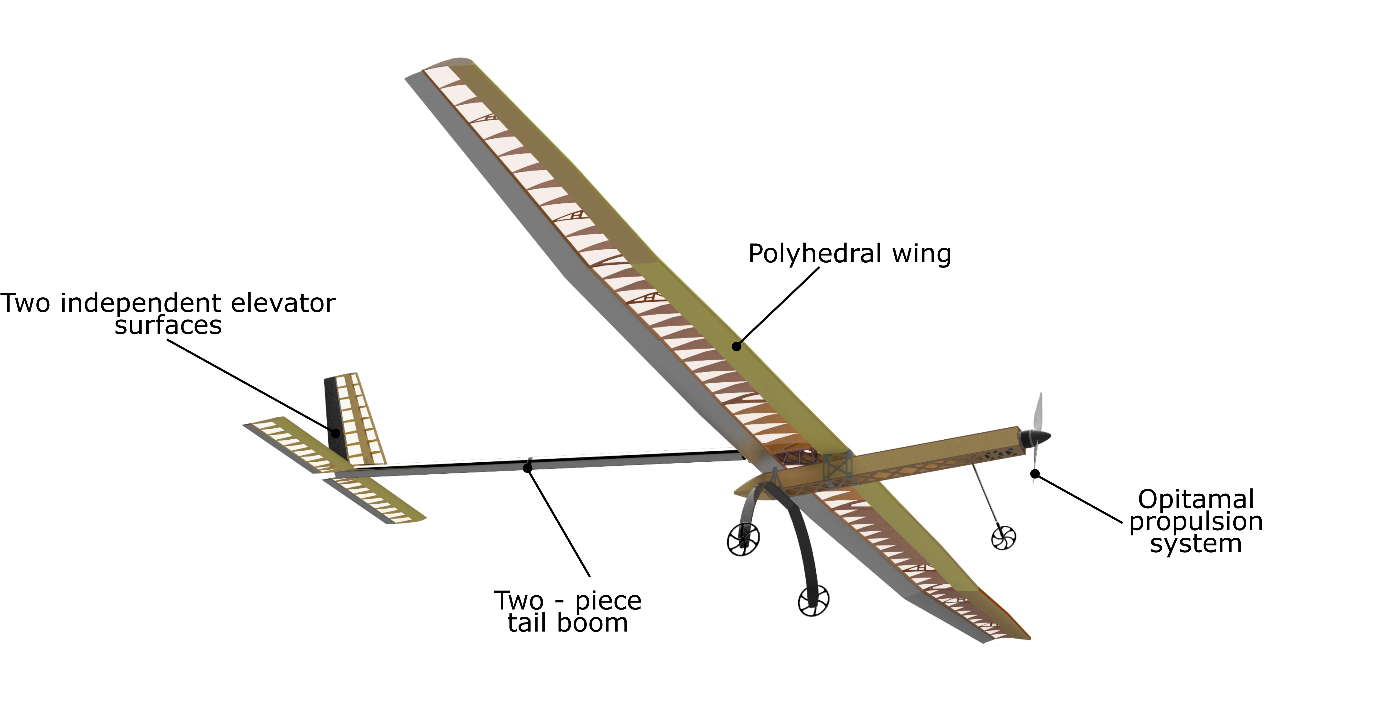 Polyhedral wing
Two independent elevator
surfaces
Opitamal
propulsion
system
Two - piece
tail boom